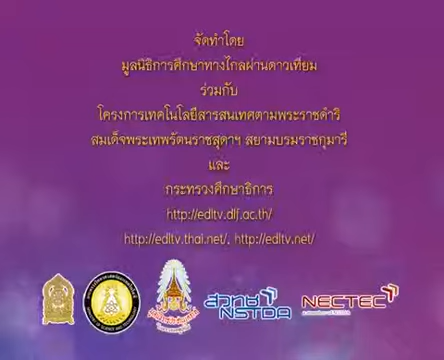 จัดทำโดย
มูลนิธิการศึกษาทางไกลผ่านดาวเทียม
ร่วมกับ
โครงการเทคโนโลยีสารสนเทศตามพระราชดำริ
สมเด็จพระเทพรัตนราชสุดาฯ สยามบรมราชกุมารี
และ
กระทรวงศึกษาธิการ
http://edltv.dlf.ac.th/
http://edltv.thai.net/, http://edltv.net/
สวทช NSTDA
NECTEC